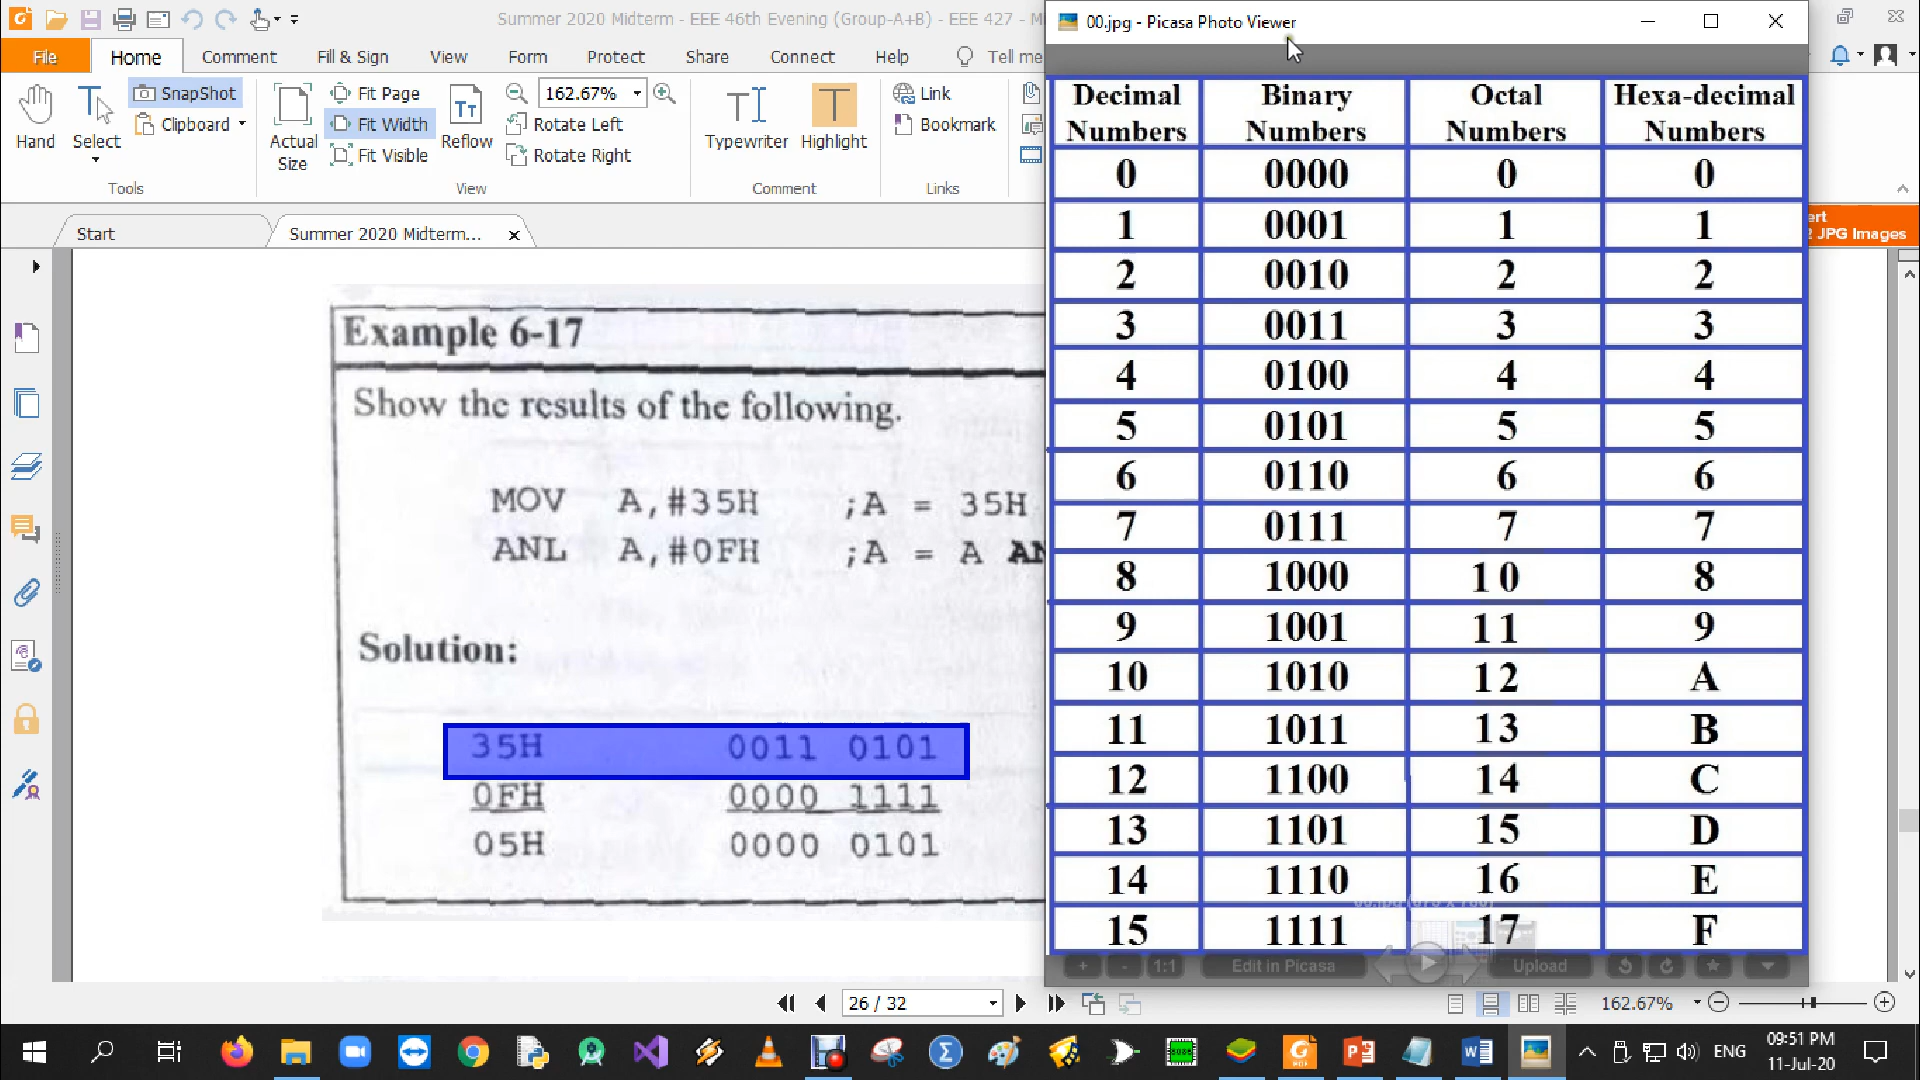 Summer 2020 Midterm - EEE 46th Evening (Group-A+B) - EEE 427 - M
File Home Comment Fill & Sign View Form Protect Share Connect Help Tell me
Hand
Select
SnapShot
Clipboard
Tools
Actual Size
Fit Page
Fit Width
Fit Visible
Reflow
162.67%
Rotate Left
Rotate Right
View
Typewriter
Highlight
Comment
Link
Bookmark
Links
Start
Summer 2020 Midterm...
ert
2 JPG Images
Example 6-17
Show the results of the following.
MOV A,#35H ;A = 35H
ANL A,#0FH ;A = A AN
Solution:
35H 0011 0101
0FH 0000 1111
05H 0000 0101
00.jpg - Picasa Photo Viewer
Decimal Numbers Binary Numbers Octal Numbers Hexa-decimal Numbers
0 0000 0 0
1 0001 1 1
2 0010 2 2
3 0011 3 3
4 0100 4 4
5 0101 5 5
6 0110 6 6
7 0111 7 7
8 1000 10 8
9 1001 11 9
10 1010 12 A
11 1011 13 B
12 1100 14 C
13 1101 15 D
14 1110 16 E
15 1111 17 F
+ - 1:1 Edit in Picasa Upload
26 / 32
162.67%
ENG
09:51 PM
11-Jul-20